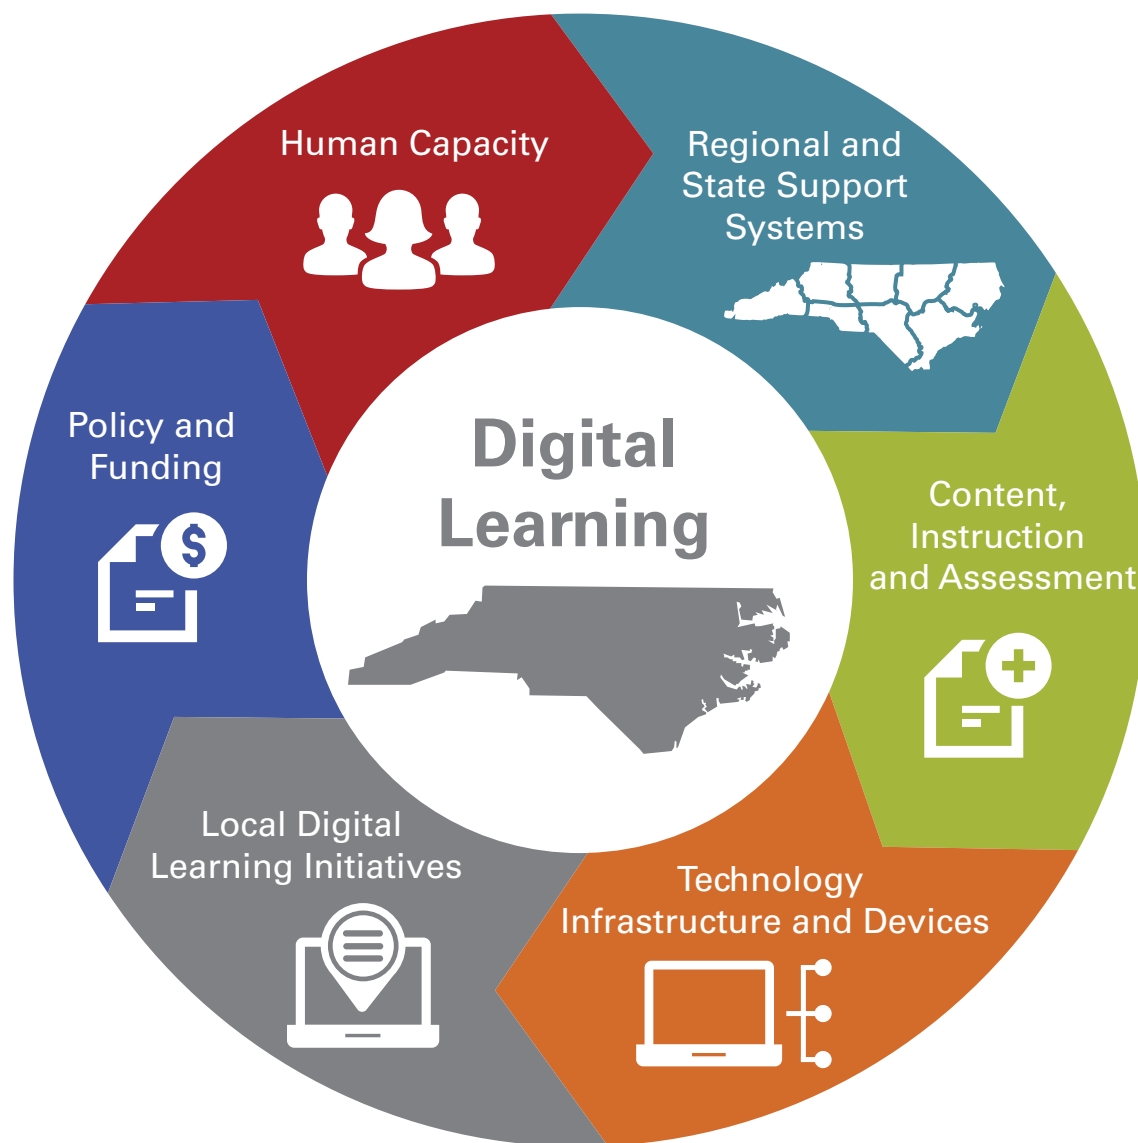 Human Capacity
Regional and
State Support
Systems
Policy and
Funding
$
Digital
Learning
Content,
Instruction
and Assessment
Local Digital
Learning Initiatives
Technology
Infrastructure and Devices